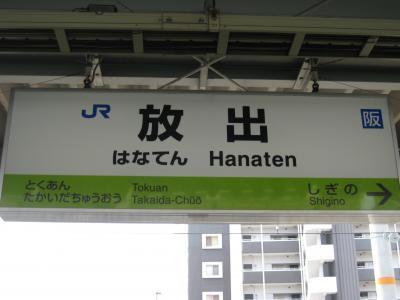 JR 放出 阪
はなてん Hanaten
とくあん Tokuan しぎの
たかいだちゅうおう Takaida-Chūō Shigino